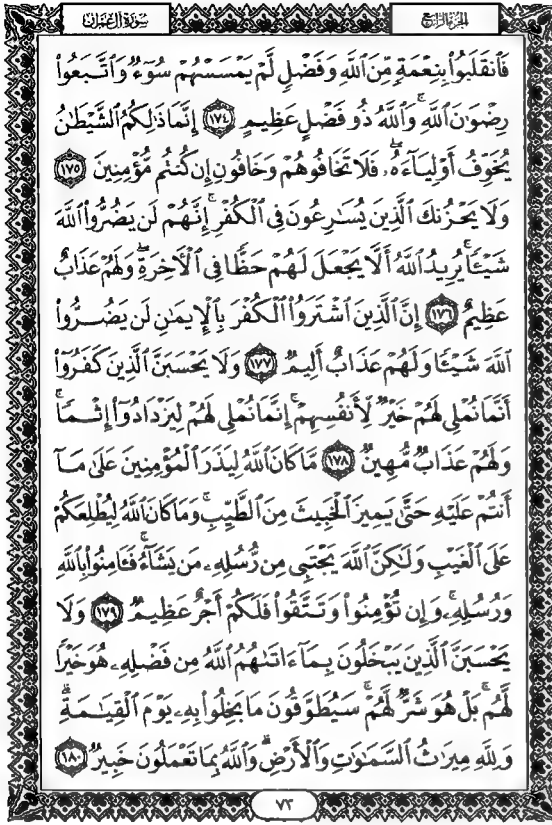 سورة آل عمران
الجزء الرابع
فَٱنقَلَبُوا۟ بِنِعْمَةٍ مِّنَ ٱللَّهِ وَفَضْلٍ لَّمْ يَمْسَسْهُمْ سُوٓءٌ وَٱتَّبَعُوا۟
رِضْوَٰنَ ٱللَّهِ ۗ وَٱللَّهُ ذُو فَضْلٍ عَظِيمٍ ١٧٤ إِنَّمَا ذَٰلِكُمُ ٱلشَّيْطَٰنُ
يُخَوِّفُ أَوْلِيَآءَهُۥ ۖ فَلَا تَخَافُوهُمْ وَخَافُونِ إِن كُنتُم مُّؤْمِنِينَ ١٧٥
وَلَا يَحْزُنكَ ٱلَّذِينَ يُسَٰرِعُونَ فِى ٱلْكُفْرِ ۚ إِنَّهُمْ لَن يَضُرُّوا۟ ٱللَّهَ
شَيْـًٔا ۗ يُرِيدُ ٱللَّهُ أَلَّا يَجْعَلَ لَهُمْ حَظًّا فِى ٱلْـَٔاخِرَةِ ۖ وَلَهُمْ عَذَابٌ
عَظِيمٌ ١٧٦ إِنَّ ٱلَّذِينَ ٱشْتَرَوُا۟ ٱلْكُفْرَ بِٱلْإِيمَٰنِ لَن يَضُرُّوا۟
ٱللَّهَ شَيْـًٔا وَلَهُمْ عَذَابٌ أَلِيمٌ ١٧٧ وَلَا يَحْسَبَنَّ ٱلَّذِينَ كَفَرُوٓا۟
أَنَّمَا نُمْلِى لَهُمْ خَيْرٌ لِّأَنفُسِهِمْ ۚ إِنَّمَا نُمْلِى لَهُمْ لِيَزْدَادُوٓا۟ إِثْمًا ۚ
وَلَهُمْ عَذَابٌ مُّهِينٌ ١٧٨ مَّا كَانَ ٱللَّهُ لِيَذَرَ ٱلْمُؤْمِنِينَ عَلَىٰ مَآ
أَنتُمْ عَلَيْهِ حَتَّىٰ يَمِيزَ ٱلْخَبِيثَ مِنَ ٱلطَّيِّبِ ۗ وَمَا كَانَ ٱللَّهُ لِيُطْلِعَكُمْ
عَلَى ٱلْغَيْبِ وَلَٰكِنَّ ٱللَّهَ يَجْتَبِى مِن رُّسُلِهِۦ مَن يَشَآءُ ۖ فَـَٔامِنُوا۟ بِٱللَّهِ
وَرُسُلِهِۦ ۚ وَإِن تُؤْمِنُوا۟ وَتَتَّقُوا۟ فَلَكُمْ أَجْرٌ عَظِيمٌ ١٧٩ وَلَا
يَحْسَبَنَّ ٱلَّذِينَ يَبْخَلُونَ بِمَآ ءَاتَىٰهُمُ ٱللَّهُ مِن فَضْلِهِۦ هُوَ خَيْرًا
لَّهُم ۖ بَلْ هُوَ شَرٌّ لَّهُمْ ۖ سَيُطَوَّقُونَ مَا بَخِلُوا۟ بِهِۦ يَوْمَ ٱلْقِيَٰمَةِ ۗ
وَلِلَّهِ مِيرَٰثُ ٱلسَّمَٰوَٰتِ وَٱلْأَرْضِ ۗ وَٱللَّهُ بِمَا تَعْمَلُونَ خَبِيرٌ ١٨٠
٧٣